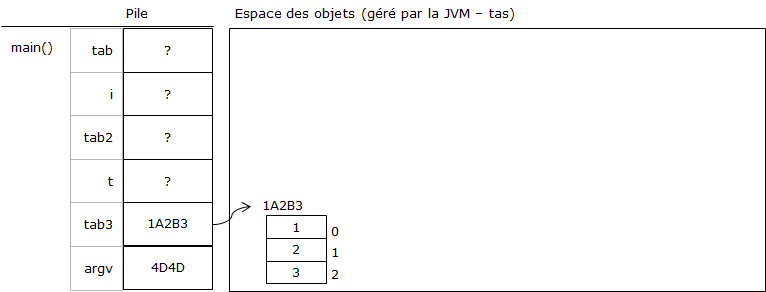 Pile Espace des objets (géré par la JVM – tas)
main() tab ?
i ?
tab2 ?
t ?
1A2B3
tab3 1A2B3 1 0
2 1
argv 4D4D 3 2